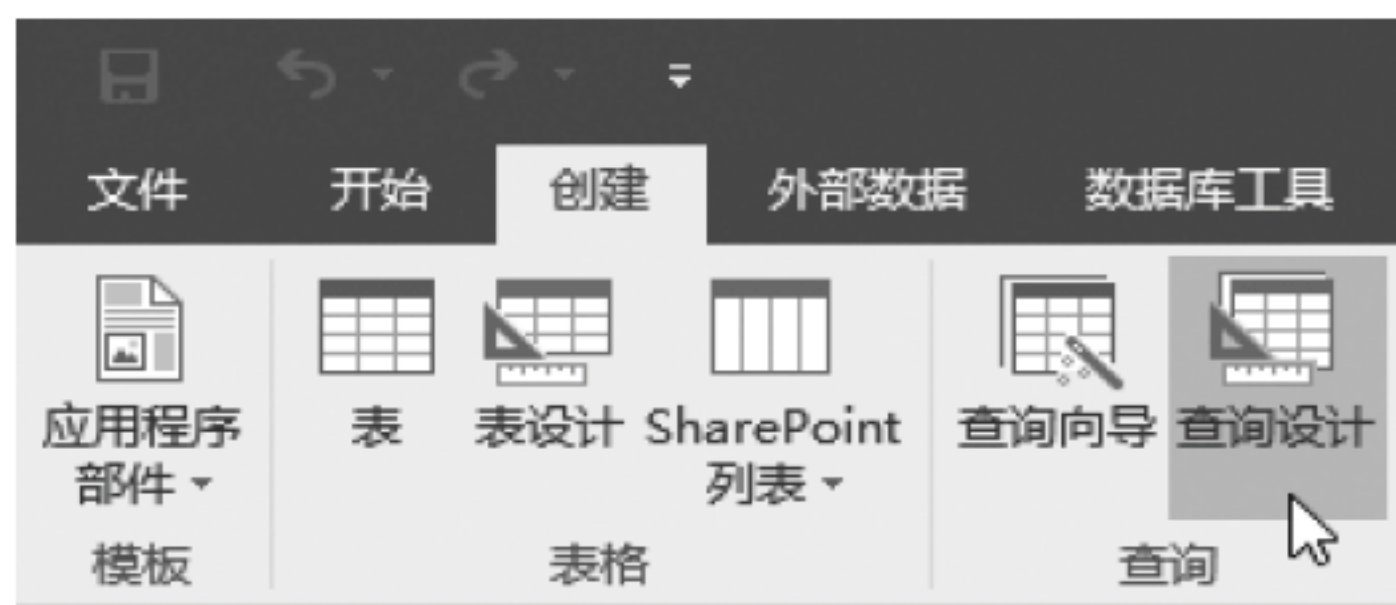 文件 开始 创建 外部数据 数据库工具
应用程序 表 表设计 SharePoint 查询向导 查询设计
部件 列表
模板 表格 查询